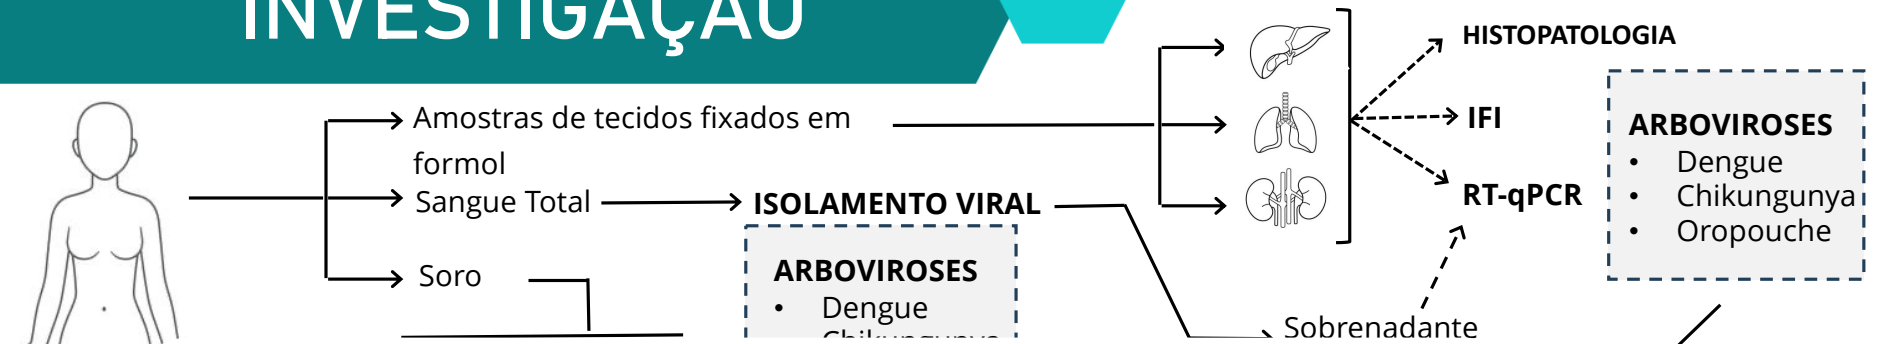 INVESTIGAÇÃO
Amostras de tecidos fixados em
formol
Sangue Total
ISOLAMENTO VIRAL
Soro
ARBOVIROSES
• Dengue
Chikungunya
HISTOPATOLOGIA
IFI
RT-qPCR
ARBOVIROSES
• Dengue
• Chikungunya
• Oropouche
Sobrenadante